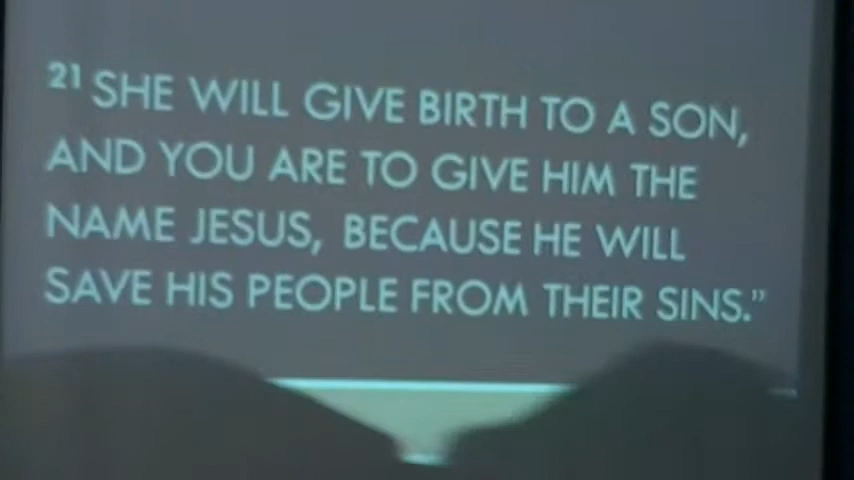 21 SHE WILL GIVE BIRTH TO A SON,
AND YOU ARE TO GIVE HIM THE
NAME JESUS, BECAUSE HE WILL
SAVE HIS PEOPLE FROM THEIR SINS.”